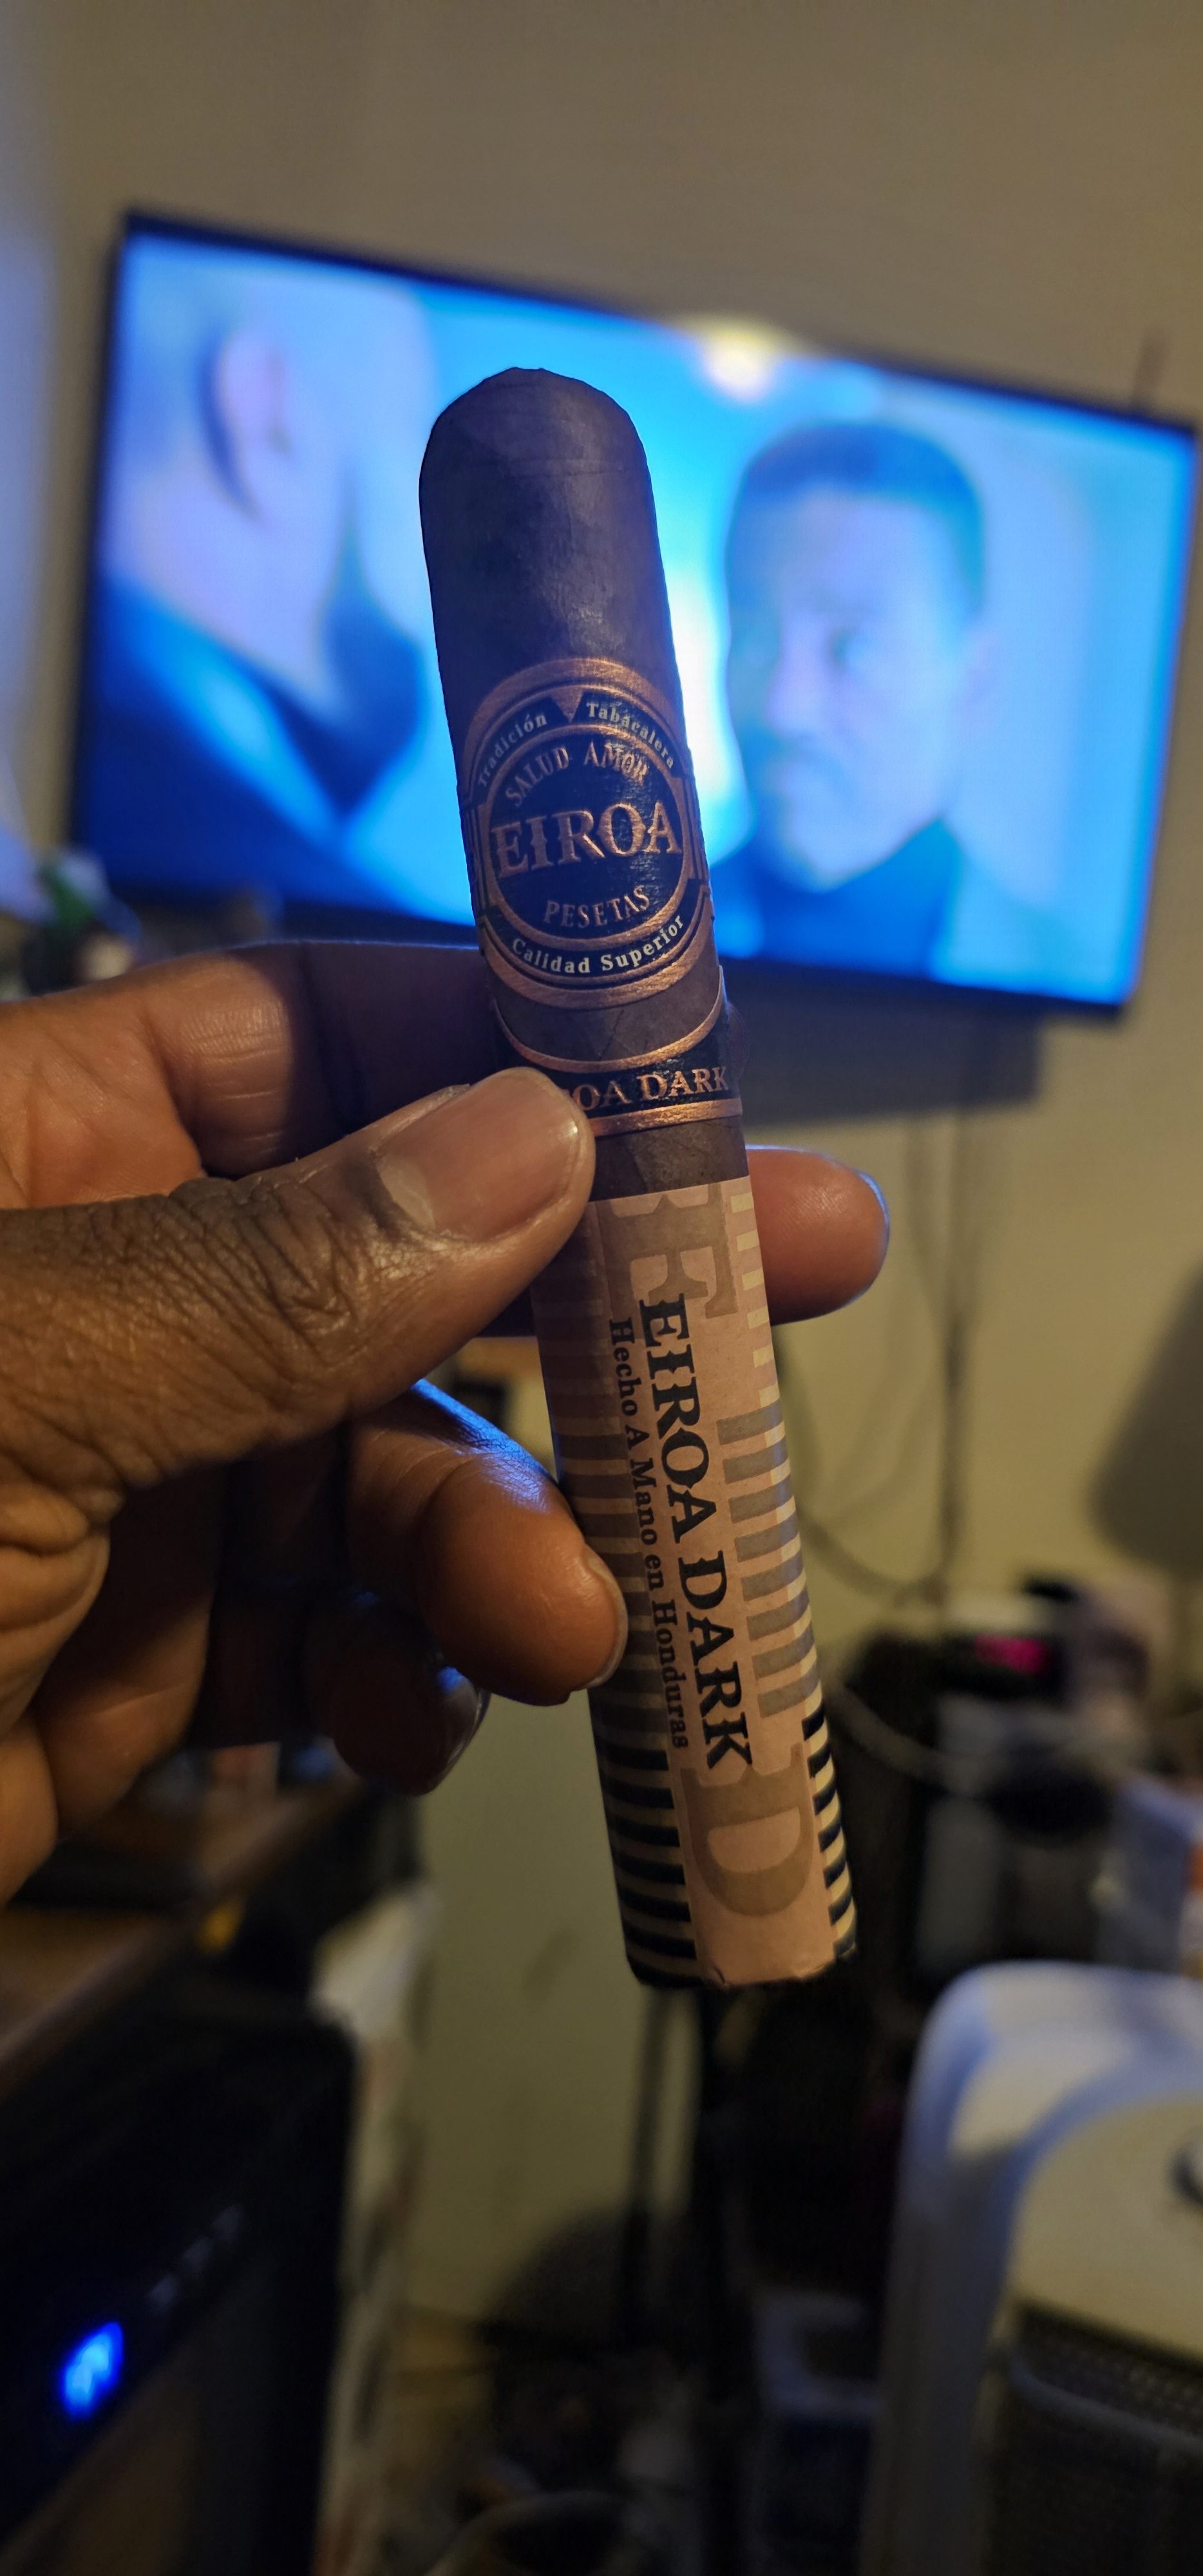 Tradición Tabacalera
SALUD AMOR
EIROA
PESETAS
Calidad Superior
OA DARK
E
EIROA DARK
Hecho A Mano en Honduras
D